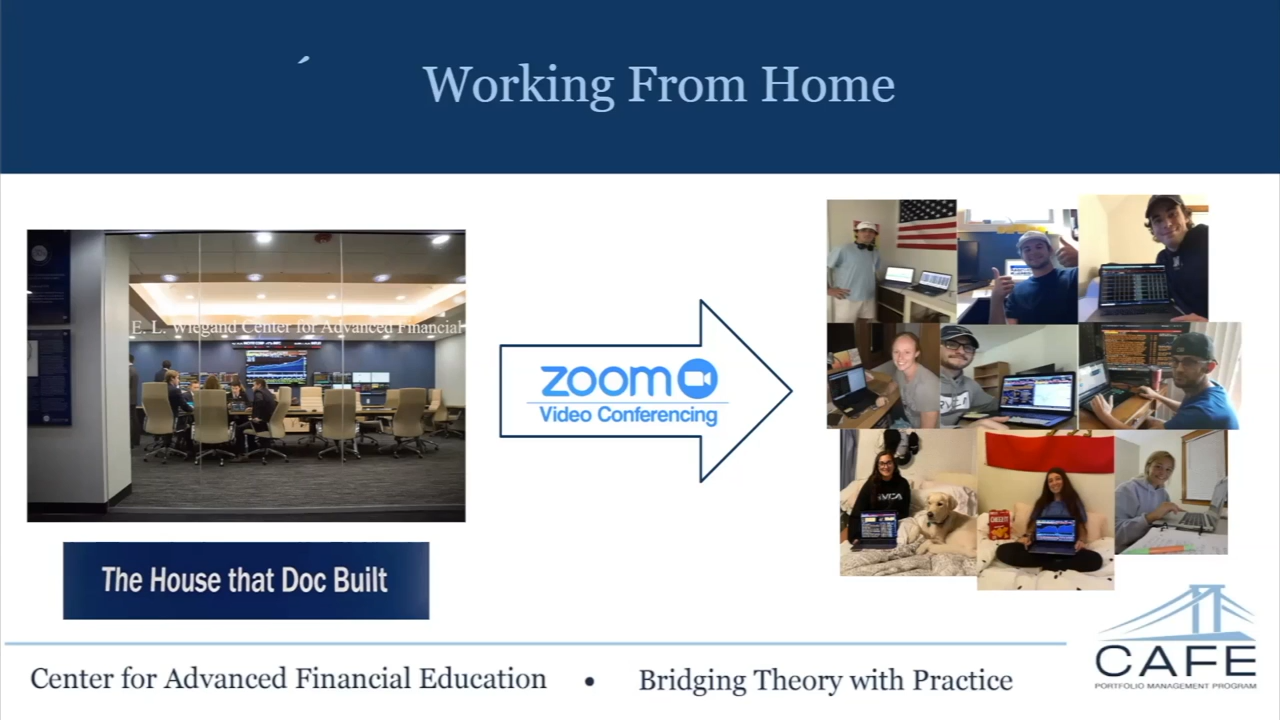 Working From Home
E. L. Wiegand Center for Advanced Financial
The House that Doc Built
zoom
Video Conferencing
Center for Advanced Financial Education • Bridging Theory with Practice
CAFE
PORTFOLIO MANAGEMENT PROGRAM